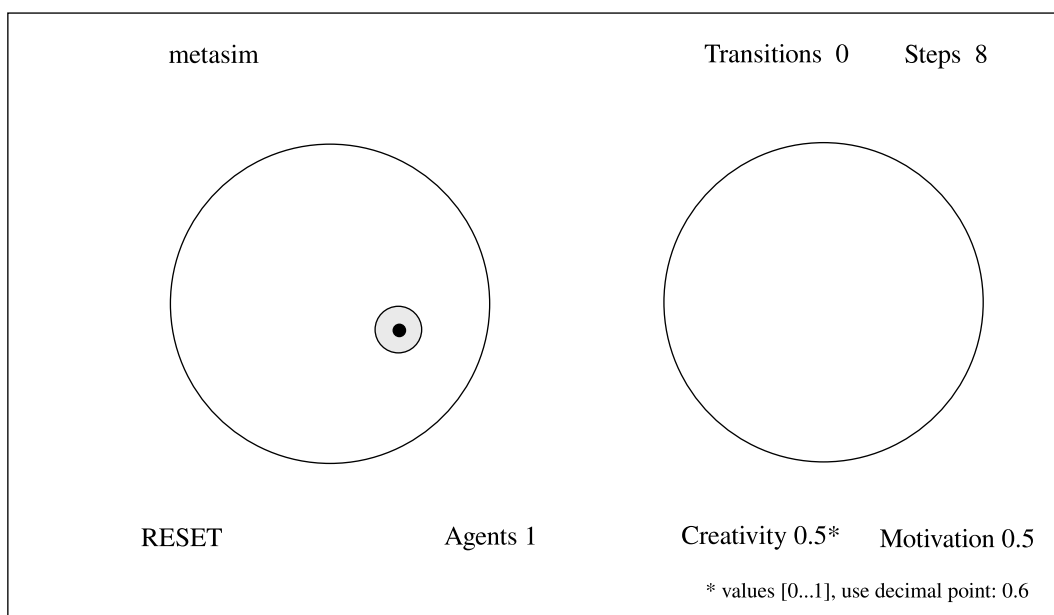 metasim Transitions 0 Steps 8
RESET Agents 1 Creativity 0.5* Motivation 0.5
* values [0...1], use decimal point: 0.6